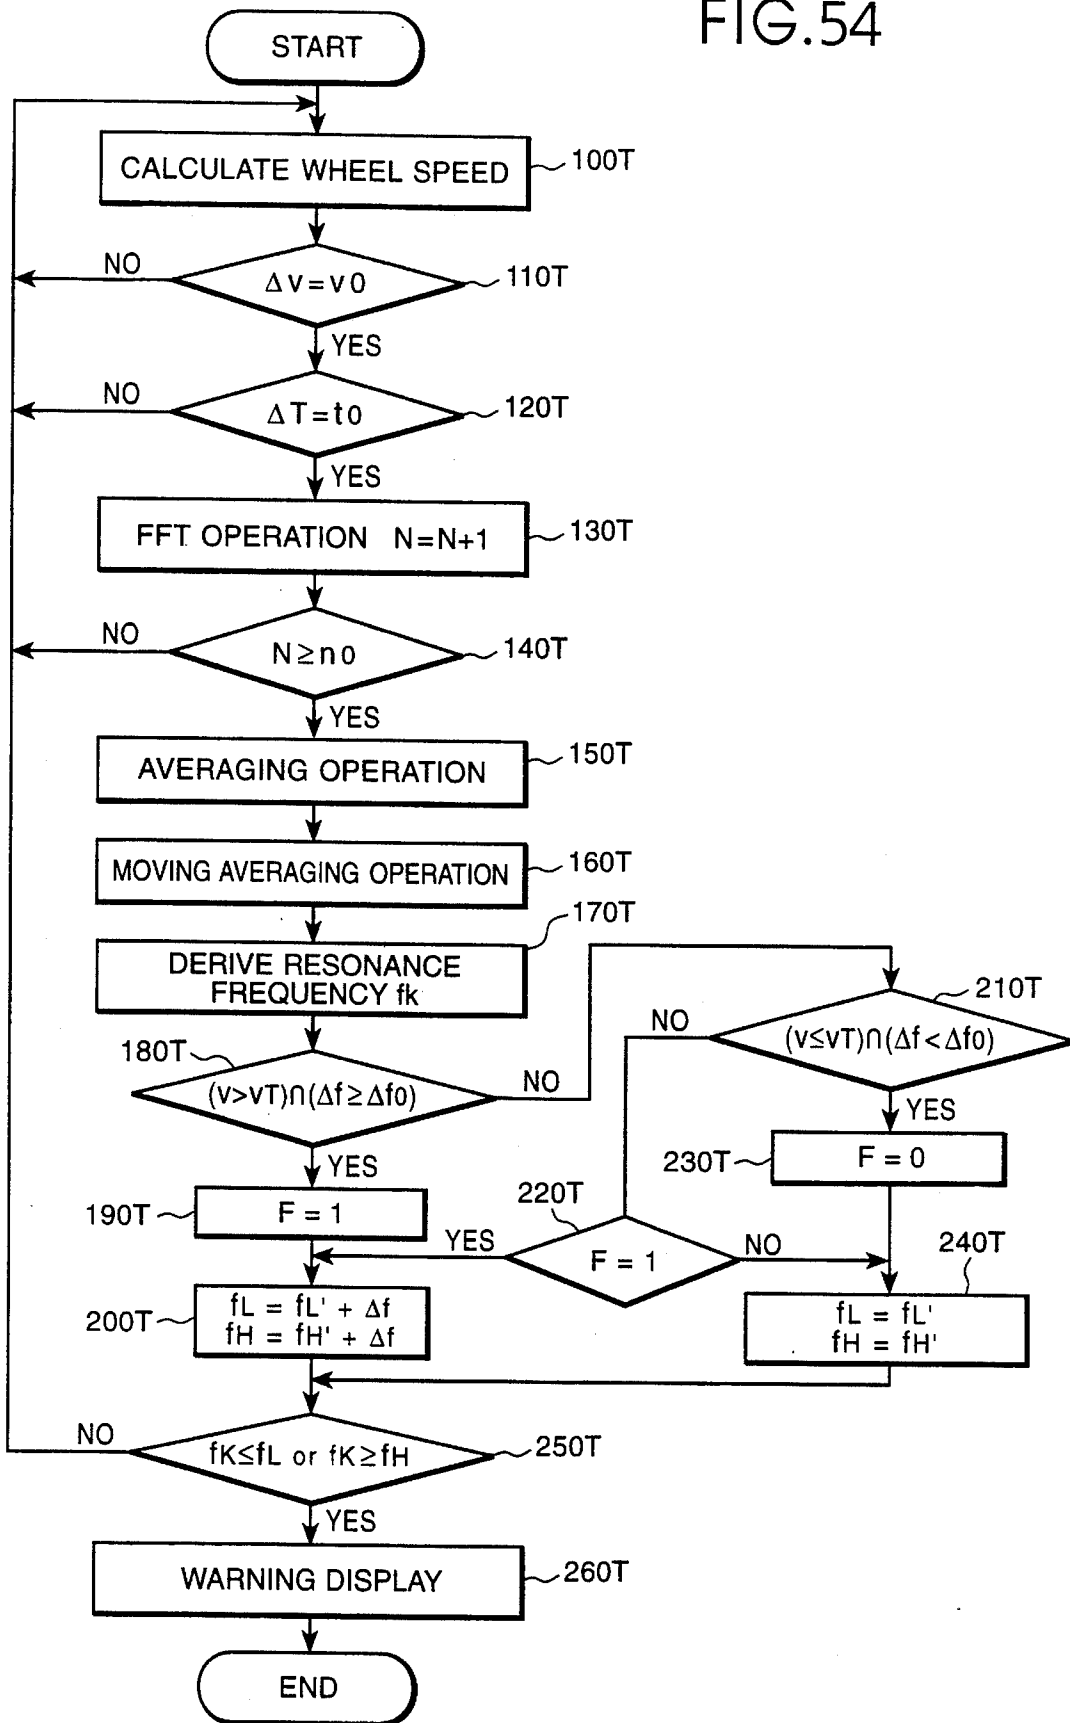 FIG.54
START
CALCULATE WHEEL SPEED
100T
Δv=v0
110T
NO
YES
ΔT=t0
120T
NO
YES
FFT OPERATION N=N+1
130T
N≥n0
140T
NO
YES
AVERAGING OPERATION
150T
MOVING AVERAGING OPERATION
160T
DERIVE RESONANCE
FREQUENCY fk
170T
180T
(v>vT)∩(Δf≥Δf0)
NO
YES
210T
(v≤vT)∩(Δf<Δf0)
NO
YES
230T
F=0
190T
F=1
220T
F=1
YES
NO
240T
fL = fL'
fH = fH'
200T
fL = fL' + Δf
fH = fH' + Δf
fK≤fL or fK≥fH
250T
NO
YES
WARNING DISPLAY
260T
END